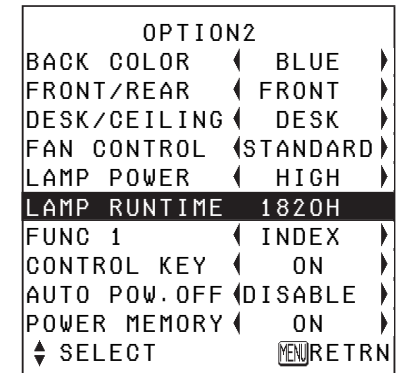 OPTION2
BACK COLOR BLUE
FRONT/REAR FRONT
DESK/CEILING DESK
FAN CONTROL STANDARD
LAMP POWER HIGH
LAMP RUNTIME 1820H
FUNC 1 INDEX
CONTROL KEY ON
AUTO POW.OFF DISABLE
POWER MEMORY ON
SELECT MENU RETRN